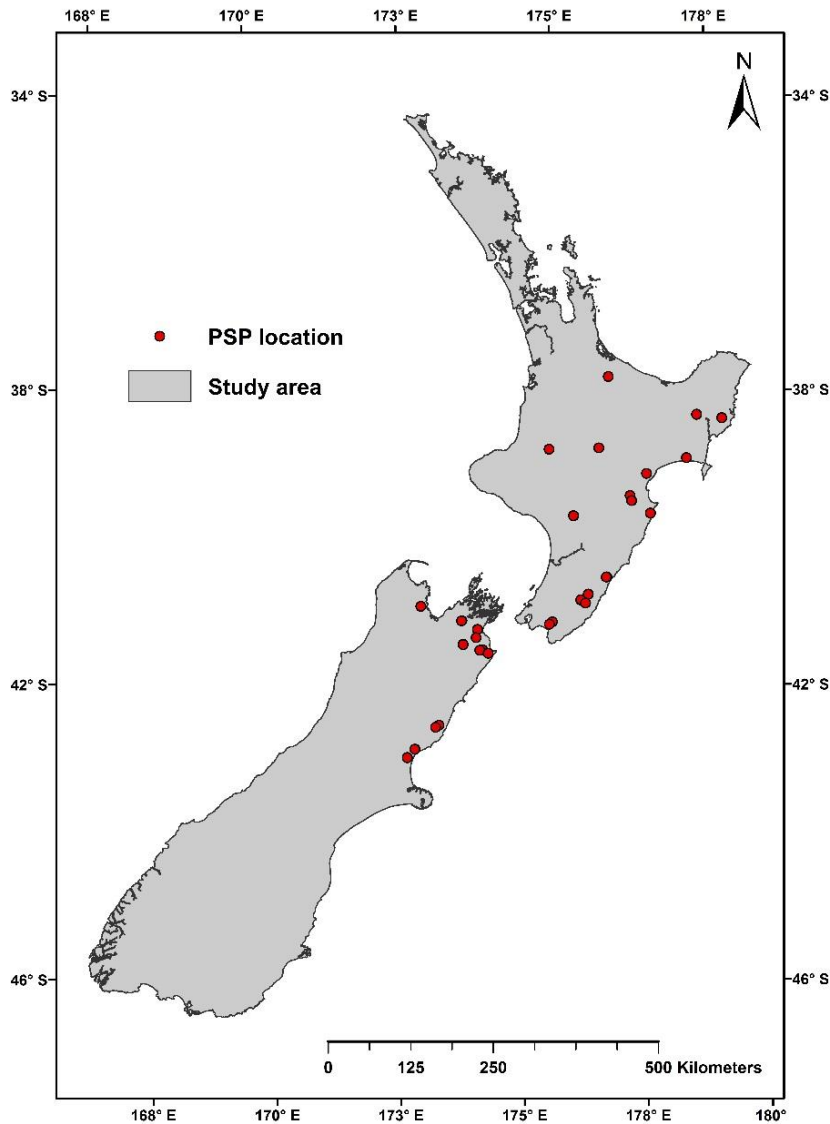 168° E 170° E 173° E 175° E 178° E
N
34° S 34° S
PSP location
38° S 38° S
Study area
42° S 42° S
46° S 46° S
0 125 250 500 Kilometers
168° E 170° E 173° E 175° E 178° E 180°